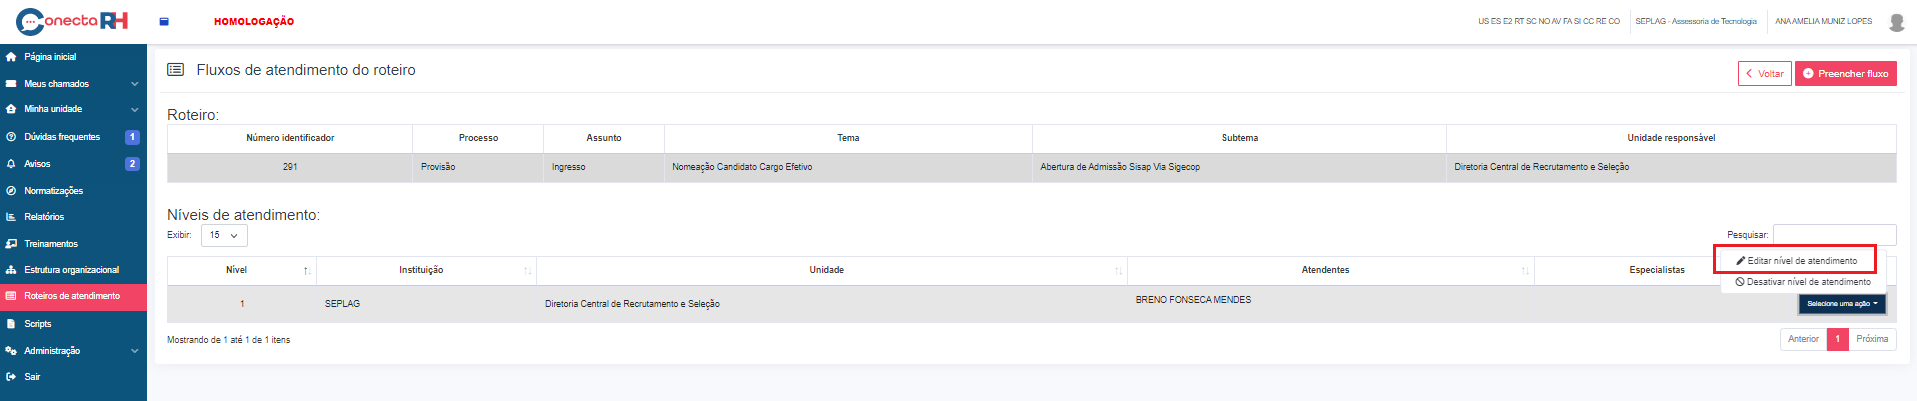 Conecta RH
HOMOLOGAÇÃO
US ES E2 RT SC NO AV FA SI CC RE CO
SEPLAG - Assessoria de Tecnologia
ANA AMELIA MUNIZ LOPES
Página inicial
Meus chamados
Minha unidade
Dúvidas frequentes 1
Avisos 2
Normatizações
Relatórios
Treinamentos
Estrutura organizacional
Roteiros de atendimento
Scripts
Administração
Sair
Fluxos de atendimento do roteiro
Voltar
Preencher fluxo
Roteiro:
Número identificador Processo Assunto Tema Subtema Unidade responsável
291 Provisão Ingresso Nomeação Candidato Cargo Efetivo Abertura de Admissão Sisap Via Sigecop Diretoria Central de Recrutamento e Seleção
Níveis de atendimento:
Exibir: 15
Pesquisar:
Editar nível de atendimento
Desativar nível de atendimento
Nível Instituição Unidade Atendentes Especialistas
1 SEPLAG Diretoria Central de Recrutamento e Seleção BRENO FONSECA MENDES
Selecione uma ação
Mostrando de 1 até 1 de 1 itens
Anterior 1 Próxima